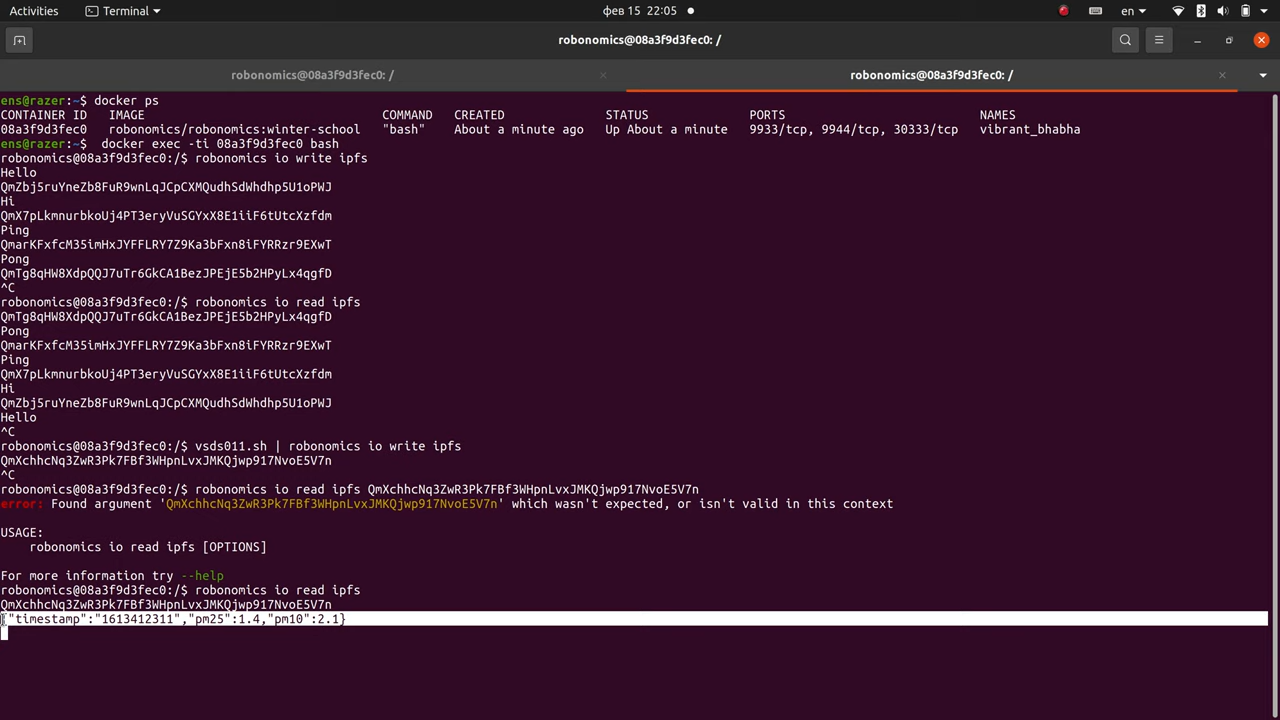 Activities Terminal фев 15 22:05 en
robonomics@08a3f9d3fec0: /
robonomics@08a3f9d3fec0: / robonomics@08a3f9d3fec0: /
ens@razer:~$ docker ps
CONTAINER ID IMAGE COMMAND CREATED STATUS PORTS NAMES
08a3f9d3fec0 robonomics/robonomics:winter-school "bash" About a minute ago Up About a minute 9933/tcp, 9944/tcp, 30333/tcp vibrant_bhabha
ens@razer:~$ docker exec -ti 08a3f9d3fec0 bash
robonomics@08a3f9d3fec0:/$ robonomics io write ipfs
Hello
QmZbj5ruYneZb8FuR9wnLqJCpCXMQudhSdWhdhp5U1oPWJ
Hi
QmX7pLkmnurbkoUj4PT3eryVuSGYxX8E1iiF6tUtcXzfdm
Ping
QmarKFxfcM35imHxJYFFLRY7Z9Ka3bFxn8iFYRRzr9EXwT
Pong
QmTg8qHW8XdpQQJ7uTr6GkCA1BezJPEjE5b2HPyLx4qgfD
^C
robonomics@08a3f9d3fec0:/$ robonomics io read ipfs
QmTg8qHW8XdpQQJ7uTr6GkCA1BezJPEjE5b2HPyLx4qgfD
Pong
QmarKFxfcM35imHxJYFFLRY7Z9Ka3bFxn8iFYRRzr9EXwT
Ping
QmX7pLkmnurbkoUj4PT3eryVuSGYxX8E1iiF6tUtcXzfdm
Hi
QmZbj5ruYneZb8FuR9wnLqJCpCXMQudhSdWhdhp5U1oPWJ
Hello
^C
robonomics@08a3f9d3fec0:/$ vsds011.sh | robonomics io write ipfs
QmXchhcNq3ZwR3Pk7FBf3WHpnLvxJMKQjwp917NvoE5V7n
^C
robonomics@08a3f9d3fec0:/$ robonomics io read ipfs QmXchhcNq3ZwR3Pk7FBf3WHpnLvxJMKQjwp917NvoE5V7n
error: Found argument 'QmXchhcNq3ZwR3Pk7FBf3WHpnLvxJMKQjwp917NvoE5V7n' which wasn't expected, or isn't valid in this context
USAGE:
robonomics io read ipfs [OPTIONS]
For more information try --help
robonomics@08a3f9d3fec0:/$ robonomics io read ipfs
QmXchhcNq3ZwR3Pk7FBf3WHpnLvxJMKQjwp917NvoE5V7n
{"timestamp":"1613412311","pm25":1.4,"pm10":2.1}